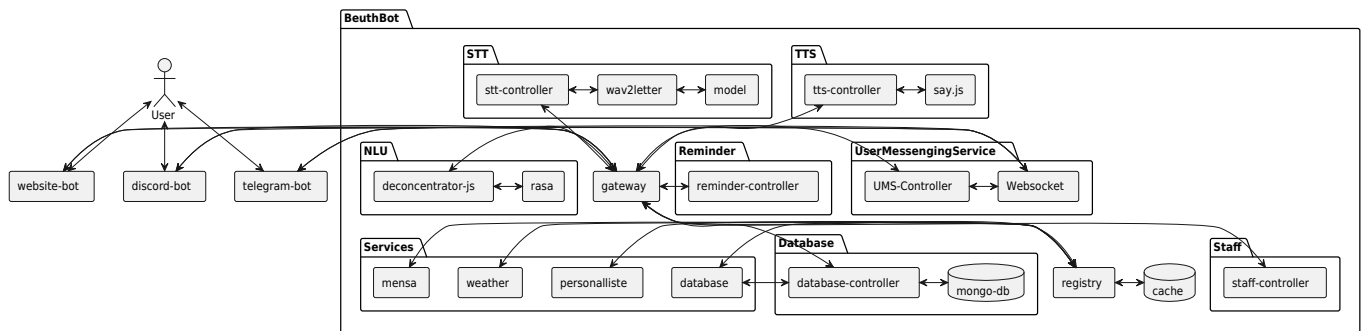 BeuthBot
STT
TTS
stt-controller
wav2letter
model
tts-controller
say.js
User
NLU
Reminder
UserMessengingService
website-bot
discord-bot
telegram-bot
deconcentrator-js
rasa
gateway
reminder-controller
UMS-Controller
Websocket
Services
Database
Staff
mensa
weather
personalliste
database
database-controller
mongo-db
registry
cache
staff-controller